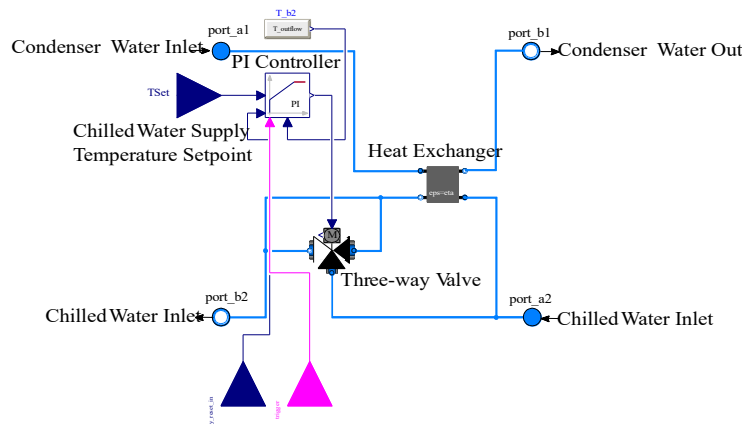 T_b2
port_a1
T_outflow
port_b1
Condenser Water Inlet
Condenser Water Out
PI Controller
TSet
PI
Chilled Water Supply
Temperature Setpoint
Heat Exchanger
eps=eta
M
Three-way Valve
port_b2
port_a2
Chilled Water Inlet
Chilled Water Inlet
y_reset_in
trigger